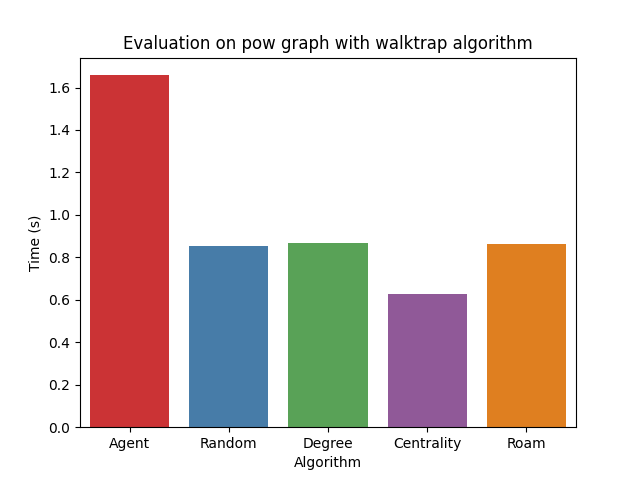 Evaluation on pow graph with walktrap algorithm
Time (s)
1.6
1.4
1.2
1.0
0.8
0.6
0.4
0.2
0.0
Agent Random Degree Centrality Roam
Algorithm